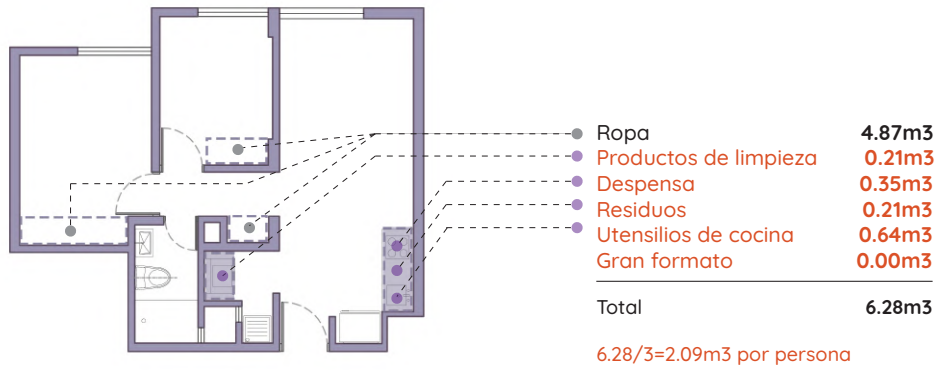 Ropa 4.87m3
Productos de limpieza 0.21m3
Despensa 0.35m3
Residuos 0.21m3
Utensilios de cocina 0.64m3
Gran formato 0.00m3
Total 6.28m3
6.28/3=2.09m3 por persona